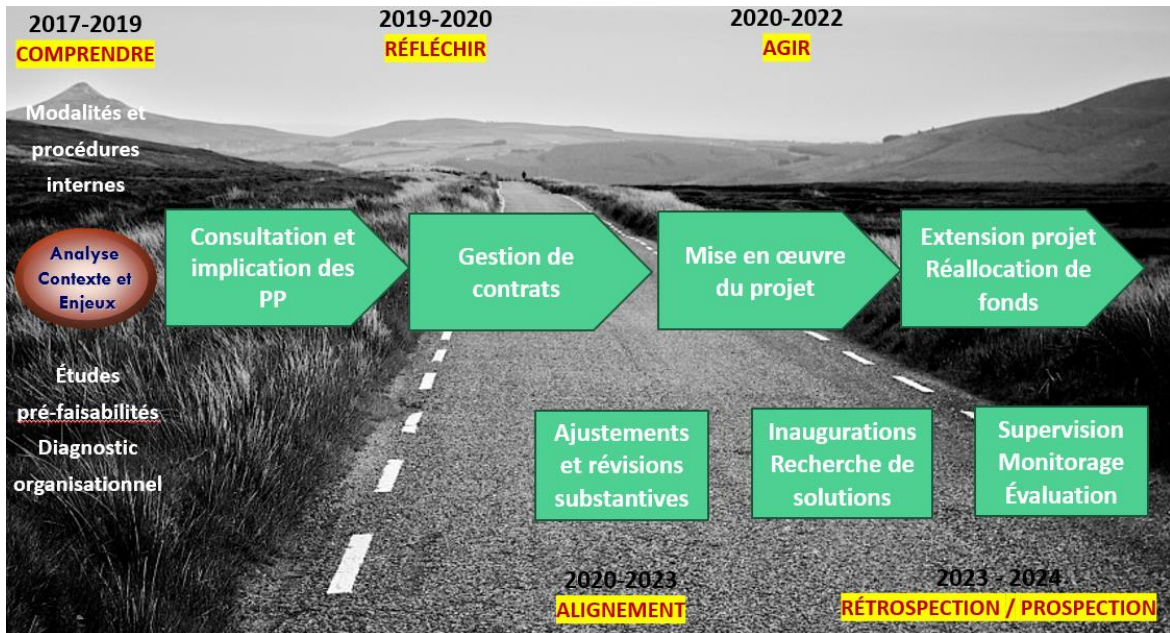 2017-2019
COMPRENDRE
2019-2020
RÉFLÉCHIR
2020-2022
AGIR
Modalités et
procédures
internes
Analyse
Contexte et
Enjeux
Consultation et
implication des
PP
Gestion de
contrats
Mise en œuvre
du projet
Extension projet
Réallocation de
fonds
Études
pré-faisabilités
Diagnostic
organisationnel
Ajustements
et révisions
substantives
Inaugurations
Recherche de
solutions
Supervision
Monitorage
Évaluation
2020-2023
ALIGNEMENT
2023 - 2024
RÉTROSPECTION / PROSPECTION